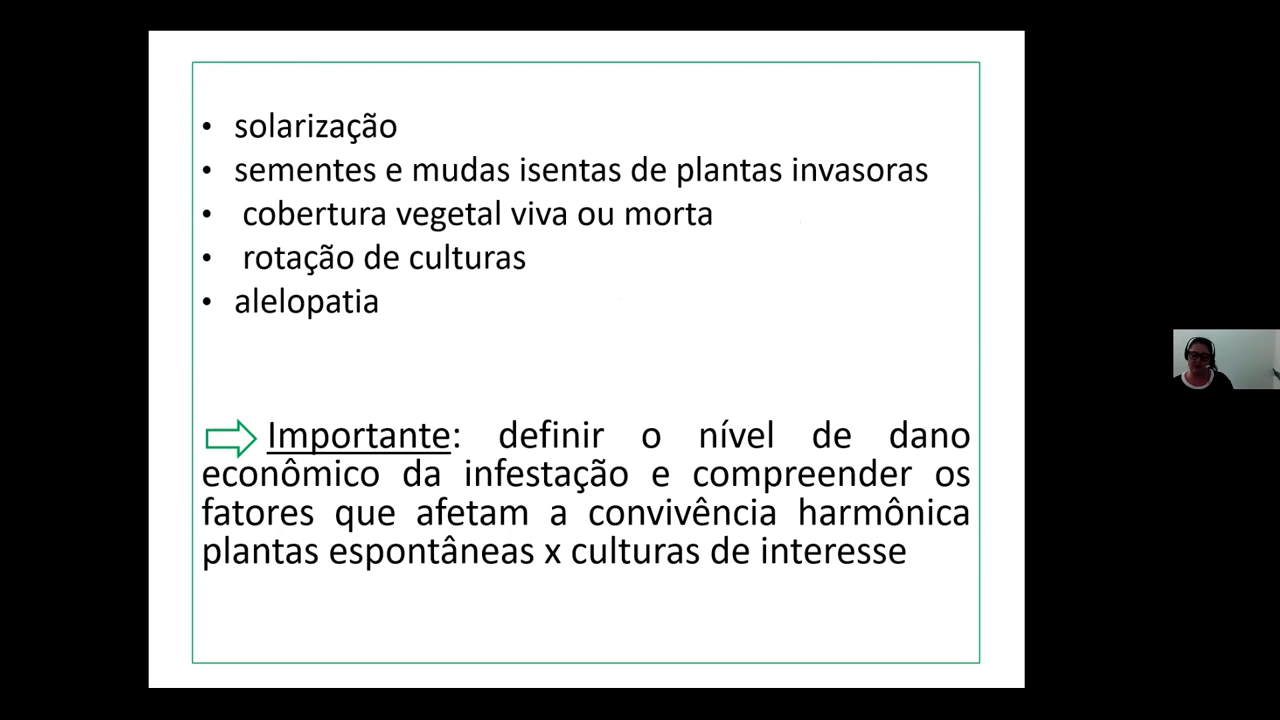 • solarização
• sementes e mudas isentas de plantas invasoras
• cobertura vegetal viva ou morta
• rotação de culturas
• alelopatia
Importante: definir o nível de dano
econômico da infestação e compreender os
fatores que afetam a convivência harmônica
plantas espontâneas x culturas de interesse